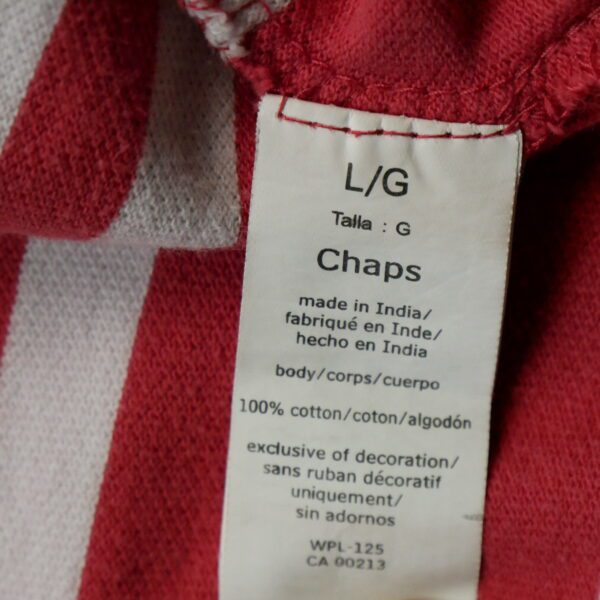 L/G
Talla : G
Chaps
made in India/
fabriqué en Inde/
hecho en India
body/corps/cuerpo
100% cotton/coton/algodón
exclusive of decoration/
sans ruban décoratif
uniquement/
sin adornos
WPL-125
CA 00213